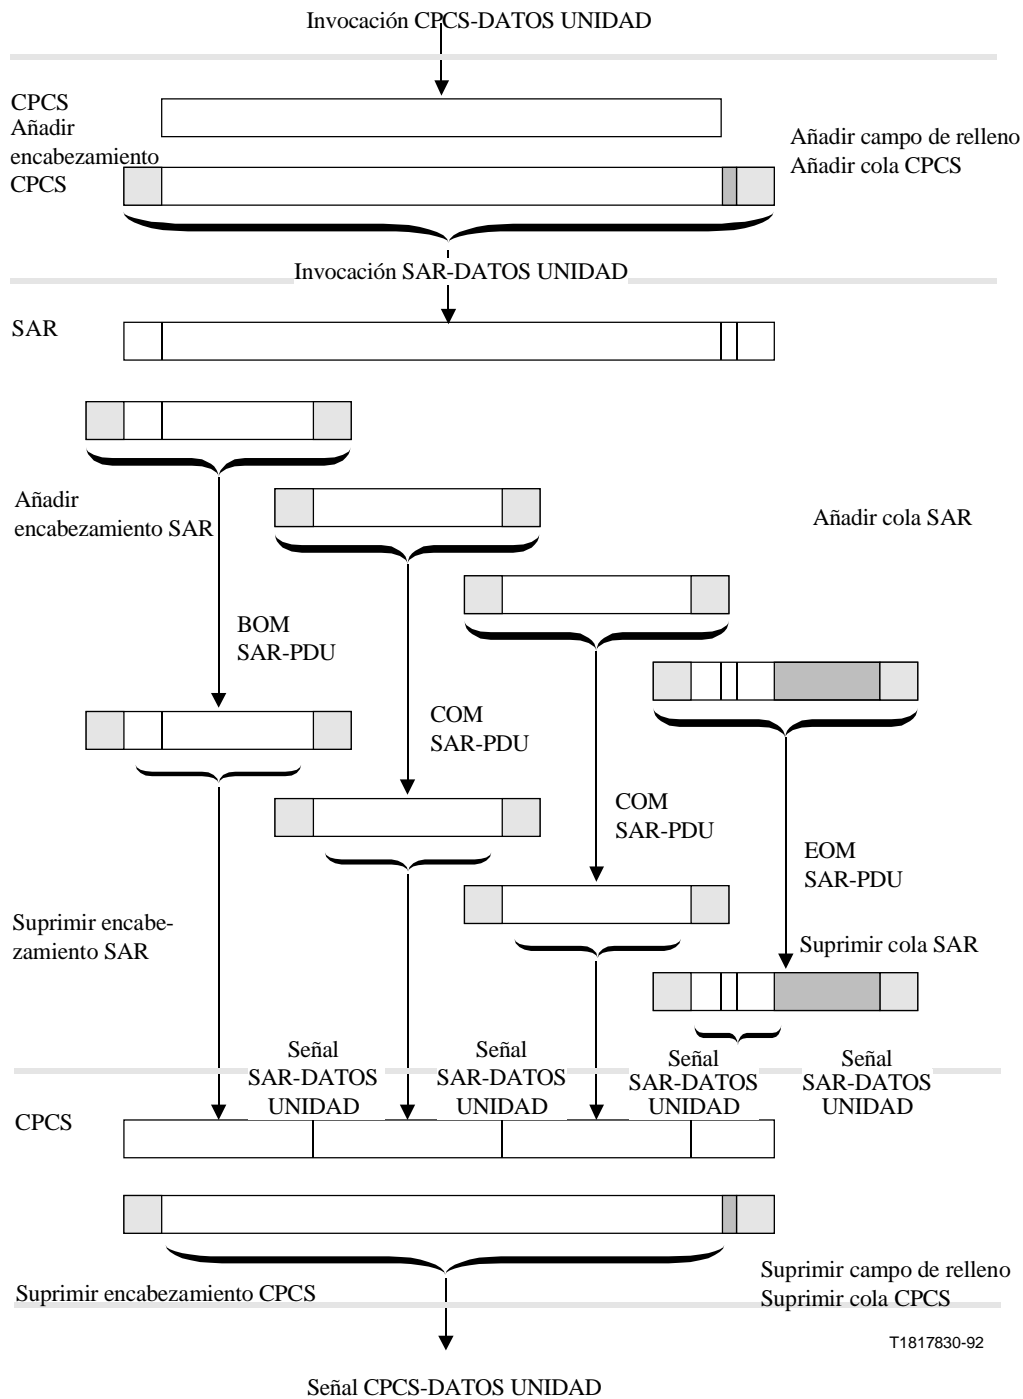 Invocación CPCS-DATOS UNIDAD
CPCS
Añadir
encabezamiento
CPCS
Añadir campo de relleno
Añadir cola CPCS
Invocación SAR-DATOS UNIDAD
SAR
Añadir
encabezamiento SAR
Añadir cola SAR
BOM
SAR-PDU
COM
SAR-PDU
COM
SAR-PDU
EOM
SAR-PDU
Suprimir encabe-
zamiento SAR
Suprimir cola SAR
Señal
SAR-DATOS
UNIDAD
Señal
SAR-DATOS
UNIDAD
Señal
SAR-DATOS
UNIDAD
Señal
SAR-DATOS
UNIDAD
CPCS
Suprimir encabezamiento CPCS
Suprimir campo de relleno
Suprimir cola CPCS
T1817830-92
Señal CPCS-DATOS UNIDAD